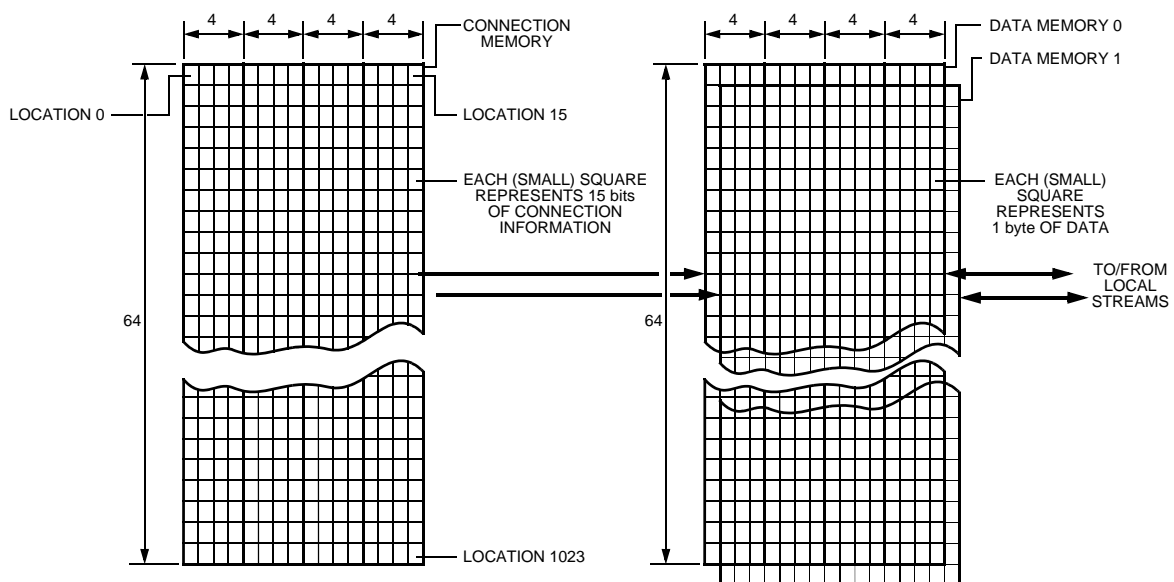 4 4 4 4
CONNECTION
MEMORY
LOCATION 0
LOCATION 15
EACH (SMALL) SQUARE
REPRESENTS 15 bits
OF CONNECTION
INFORMATION
64
LOCATION 1023
4 4 4 4
DATA MEMORY 0
DATA MEMORY 1
EACH (SMALL)
SQUARE
REPRESENTS
1 byte OF DATA
TO/FROM
LOCAL
STREAMS
64